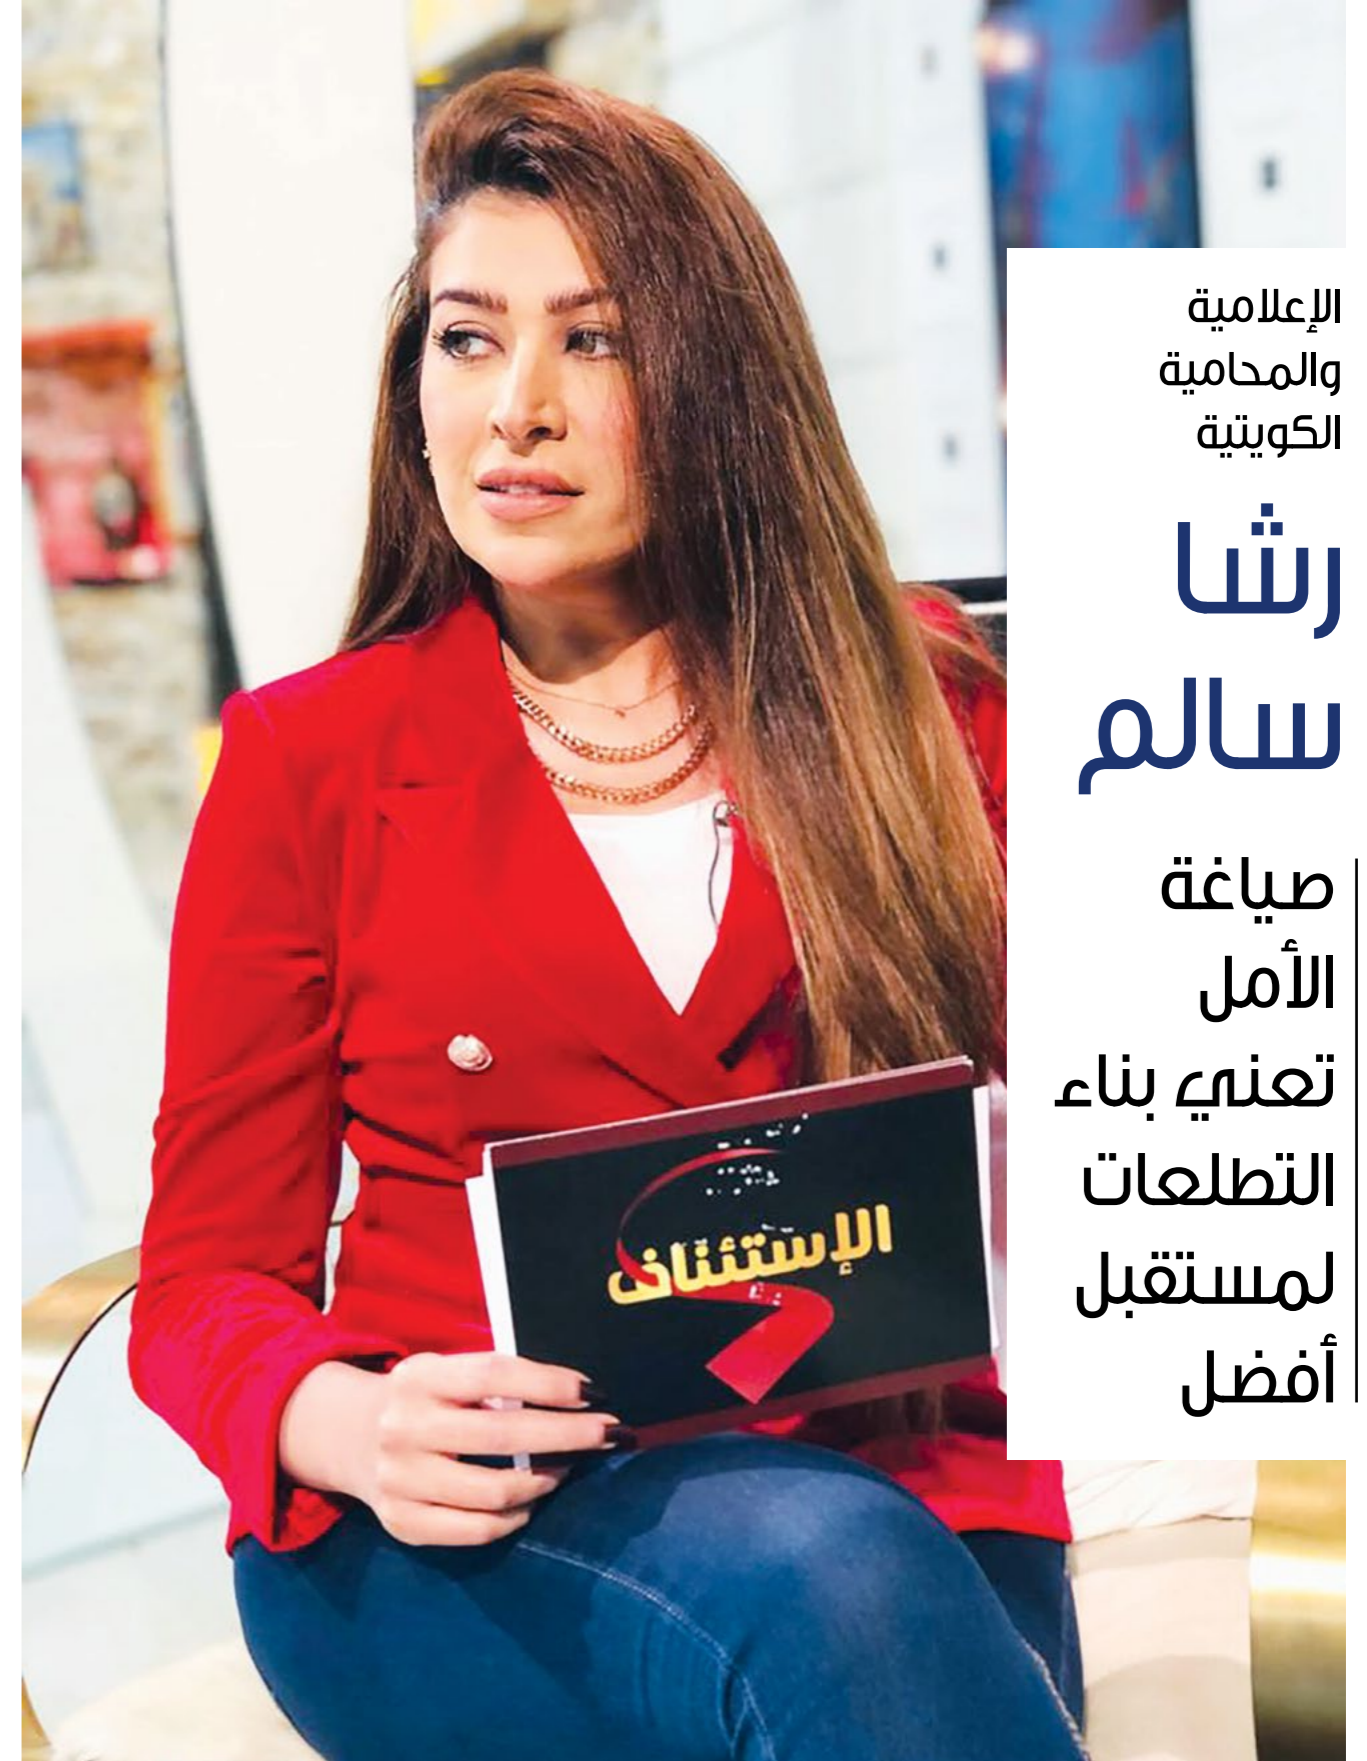 الإعلامية
والمحامية
الكويتية
رشا
سالم
صياغة
الأمل
تعني بناء
التطلعات
لمستقبل
أفضل
الإستئناف